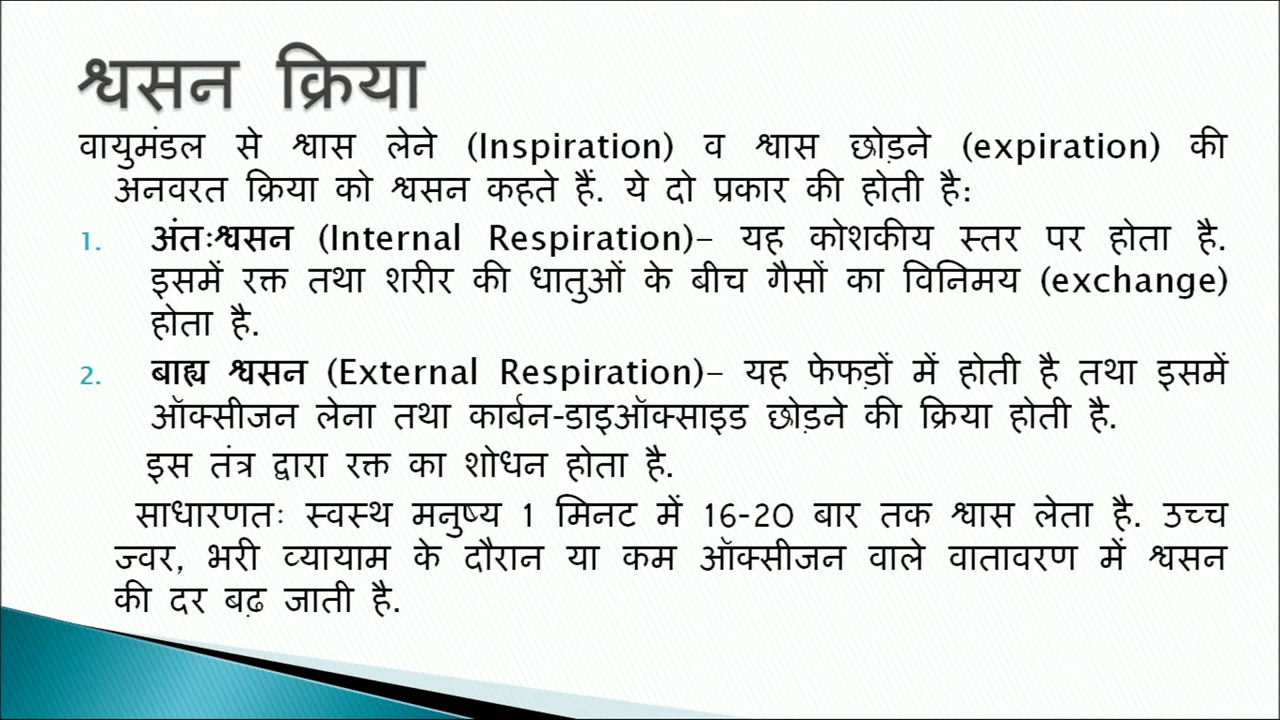 श्वसन क्रिया
वायुमंडल से श्वास लेने (Inspiration) व श्वास छोड़ने (expiration) की
अनवरत क्रिया को श्वसन कहते हैं. ये दो प्रकार की होती है:
1. अंतःश्वसन (Internal Respiration)– यह कोशकीय स्तर पर होता है.
इसमें रक्त तथा शरीर की धातुओं के बीच गैसों का विनिमय (exchange)
होता है.
2. बाह्य श्वसन (External Respiration)– यह फेफड़ों में होती है तथा इसमें
ऑक्सीजन लेना तथा कार्बन-डाइऑक्साइड छोड़ने की क्रिया होती है.
इस तंत्र द्वारा रक्त का शोधन होता है.
साधारणतः स्वस्थ मनुष्य 1 मिनट में 16-20 बार तक श्वास लेता है. उच्च
ज्वर, भरी व्यायाम के दौरान या कम ऑक्सीजन वाले वातावरण में श्वसन
की दर बढ़ जाती है.